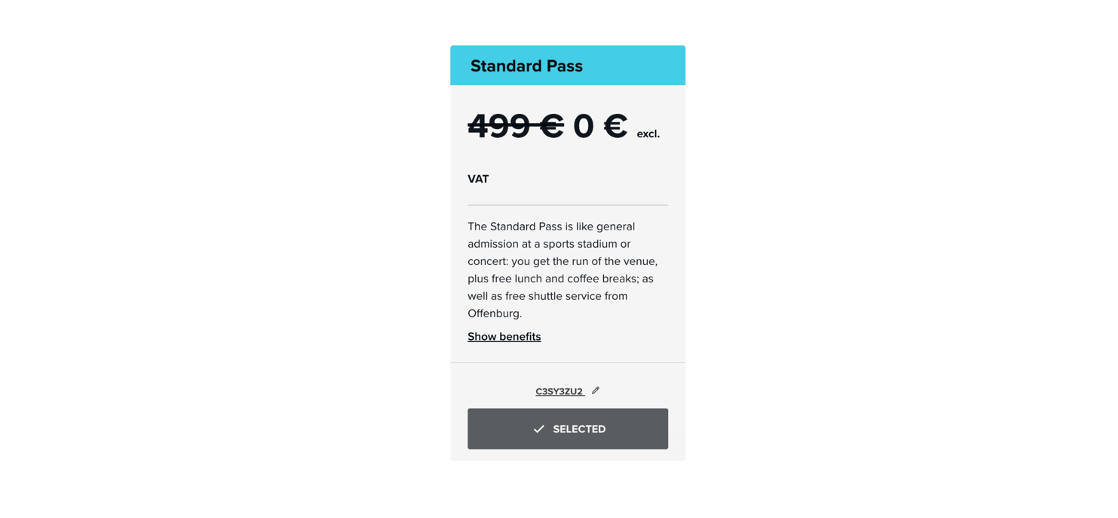 Standard Pass
499 € 0 € excl.
VAT
The Standard Pass is like general
admission at a sports stadium or
concert: you get the run of the venue,
plus free lunch and coffee breaks; as
well as free shuttle service from
Offenburg.
Show benefits
C3SY3ZU2
SELECTED